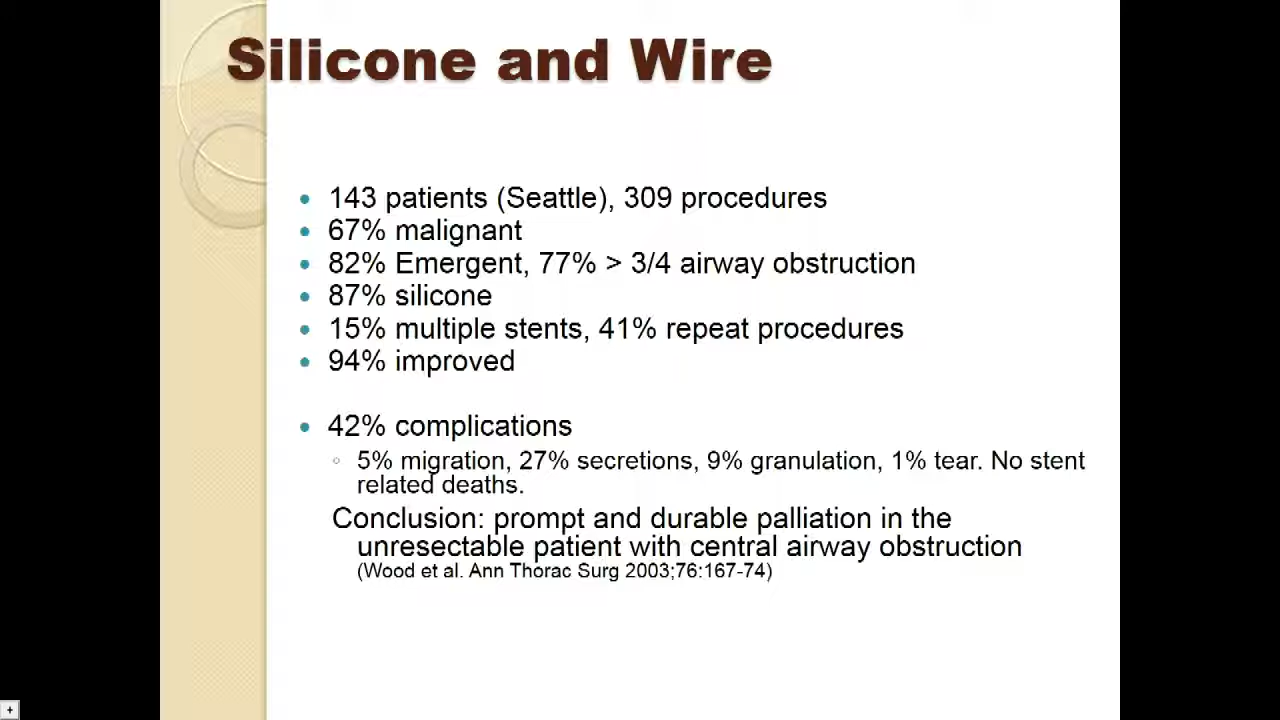 Silicone and Wire
143 patients (Seattle), 309 procedures
67% malignant
82% Emergent, 77% > 3/4 airway obstruction
87% silicone
15% multiple stents, 41% repeat procedures
94% improved
42% complications
5% migration, 27% secretions, 9% granulation, 1% tear. No stent
related deaths.
Conclusion: prompt and durable palliation in the
unresectable patient with central airway obstruction
(Wood et al. Ann Thorac Surg 2003;76:167-74)